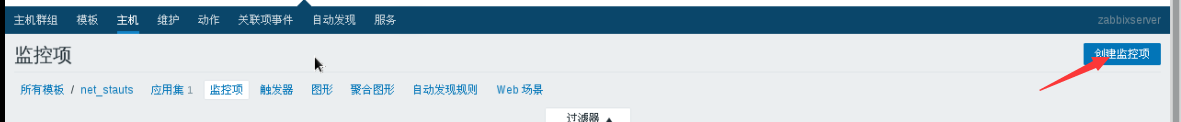 主机群组 模板 主机 维护 动作 关联项事件 自动发现 服务 zabbixserver
监控项 创建监控项
所有模板 / net_stauts 应用集 1 监控项 触发器 图形 聚合图形 自动发现规则 Web 场景
过滤器 ▲